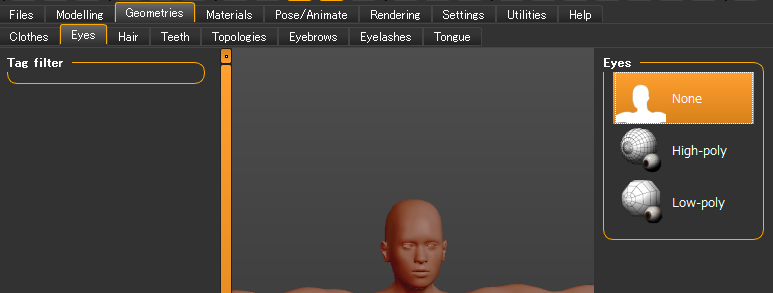 Files Modelling Geometries Materials Pose/Animate Rendering Settings Utilities Help
Clothes Eyes Hair Teeth Topologies Eyebrows Eyelashes Tongue
Tag filter
Eyes
None
High-poly
Low-poly